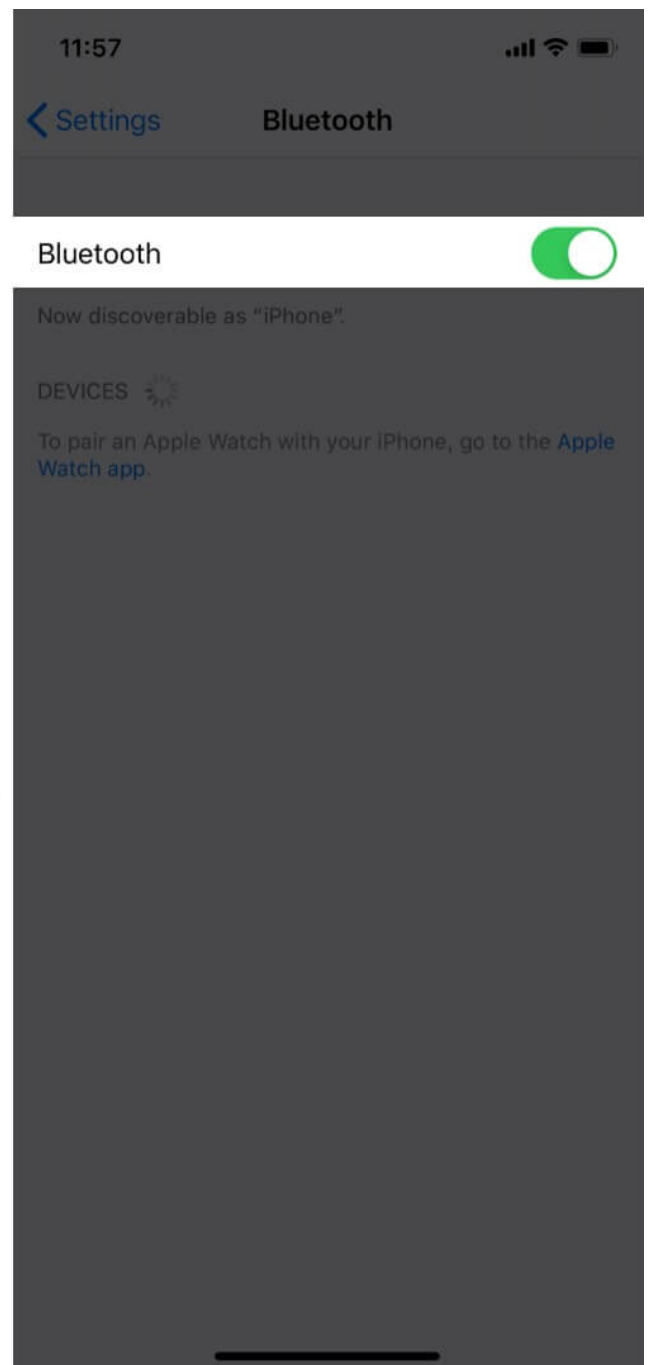 11:57
Settings Bluetooth
Bluetooth
Now discoverable as “iPhone”.
DEVICES
To pair an Apple Watch with your iPhone, go to the Apple
Watch app.